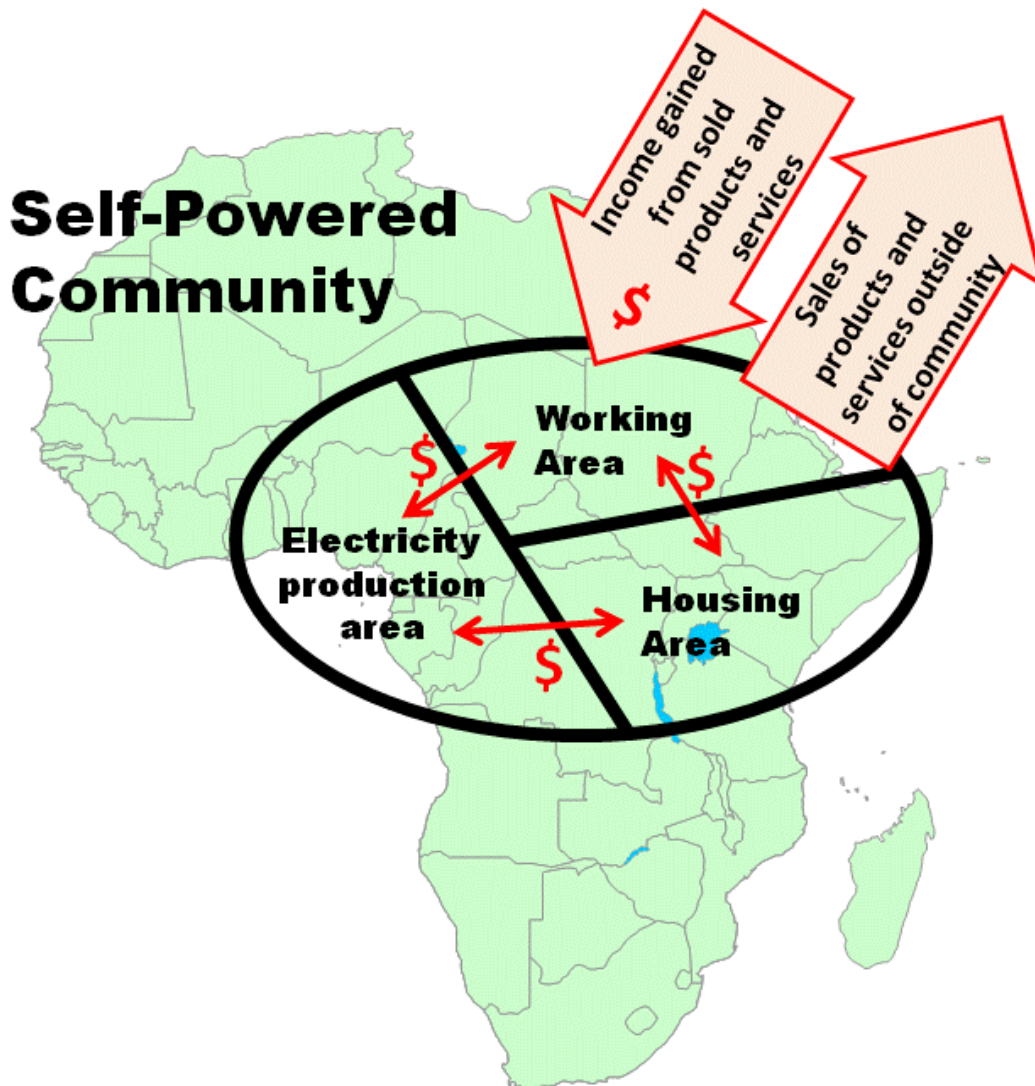 Self-Powered
Community
Income gained
from sold
products and
services
$
Sales of
products and
services outside
of community
Working
Area
$
$
Electricity
production
area
Housing
Area
$